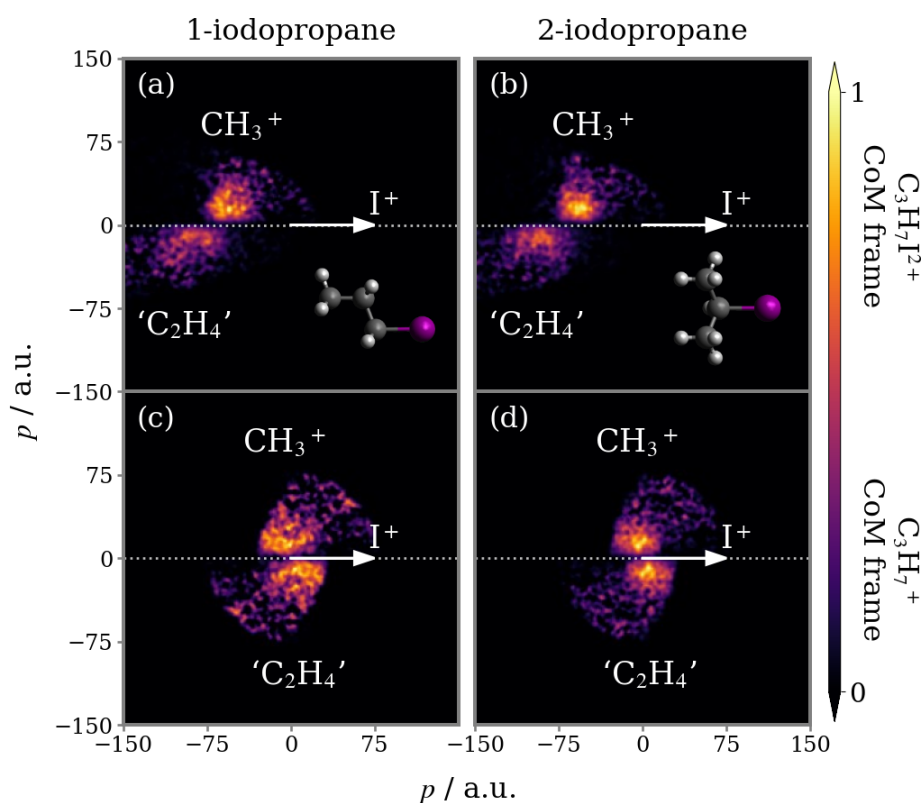 1-iodopropane 2-iodopropane
150
75
0
−75
−150
75
0
−75
−150
p / a.u.
(a)
CH₃⁺
I⁺
‘C₂H₄’
(b)
CH₃⁺
I⁺
‘C₂H₄’
(c)
CH₃⁺
I⁺
‘C₂H₄’
(d)
CH₃⁺
I⁺
‘C₂H₄’
−150 −75 0 75 −150 −75 0 75 150
p / a.u.
1
0
C₃H₇I²⁺
CoM frame
C₃H₇⁺
CoM frame